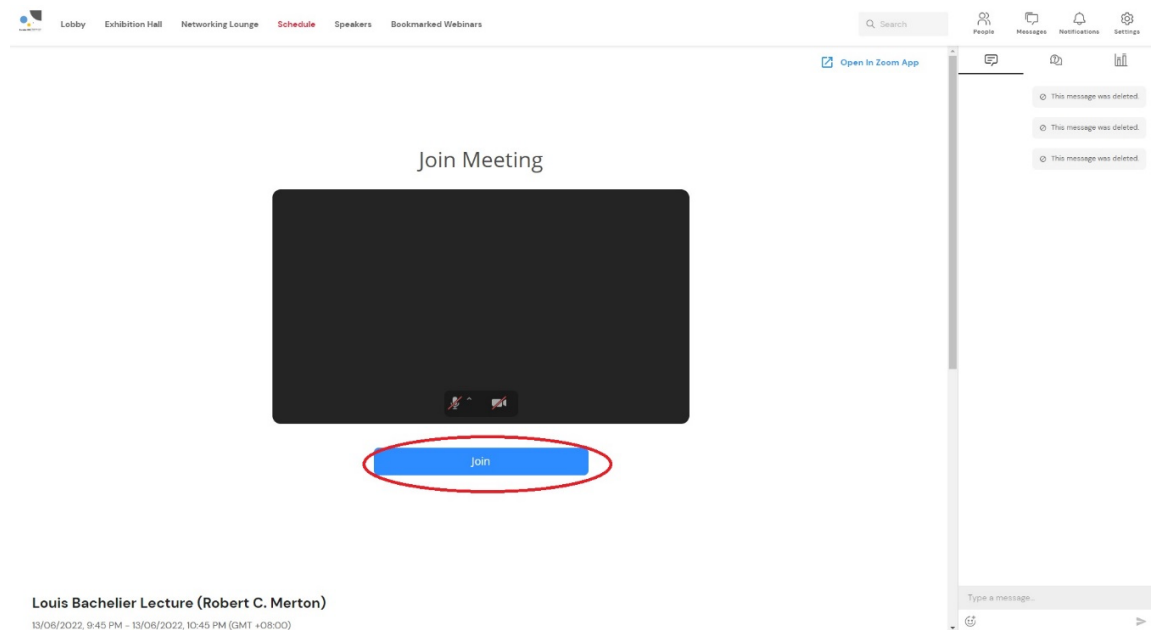 Lobby Exhibition Hall Networking Lounge Schedule Speakers Bookmarked Webinars Search People Messages Notifications Settings
Open In Zoom App
This message was deleted.
This message was deleted.
This message was deleted.
Join Meeting
Join
Louis Bachelier Lecture (Robert C. Merton)
13/06/2022, 9:45 PM – 13/06/2022, 10:45 PM (GMT +08:00)
Type a message..